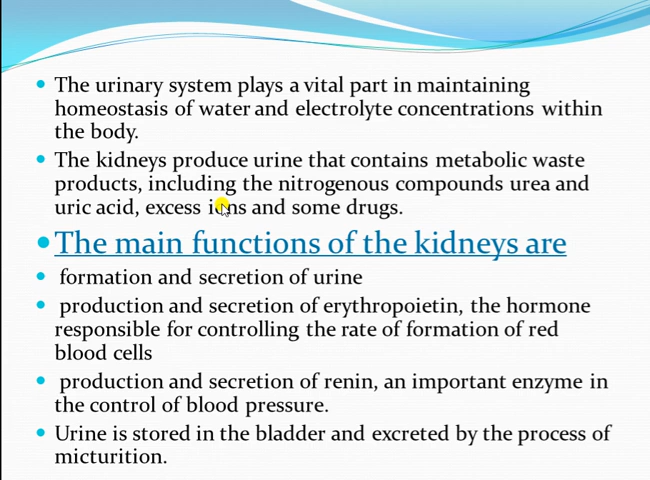 The urinary system plays a vital part in maintaining
homeostasis of water and electrolyte concentrations within
the body.
The kidneys produce urine that contains metabolic waste
products, including the nitrogenous compounds urea and
uric acid, excess ions and some drugs.
The main functions of the kidneys are
formation and secretion of urine
production and secretion of erythropoietin, the hormone
responsible for controlling the rate of formation of red
blood cells
production and secretion of renin, an important enzyme in
the control of blood pressure.
Urine is stored in the bladder and excreted by the process of
micturition.